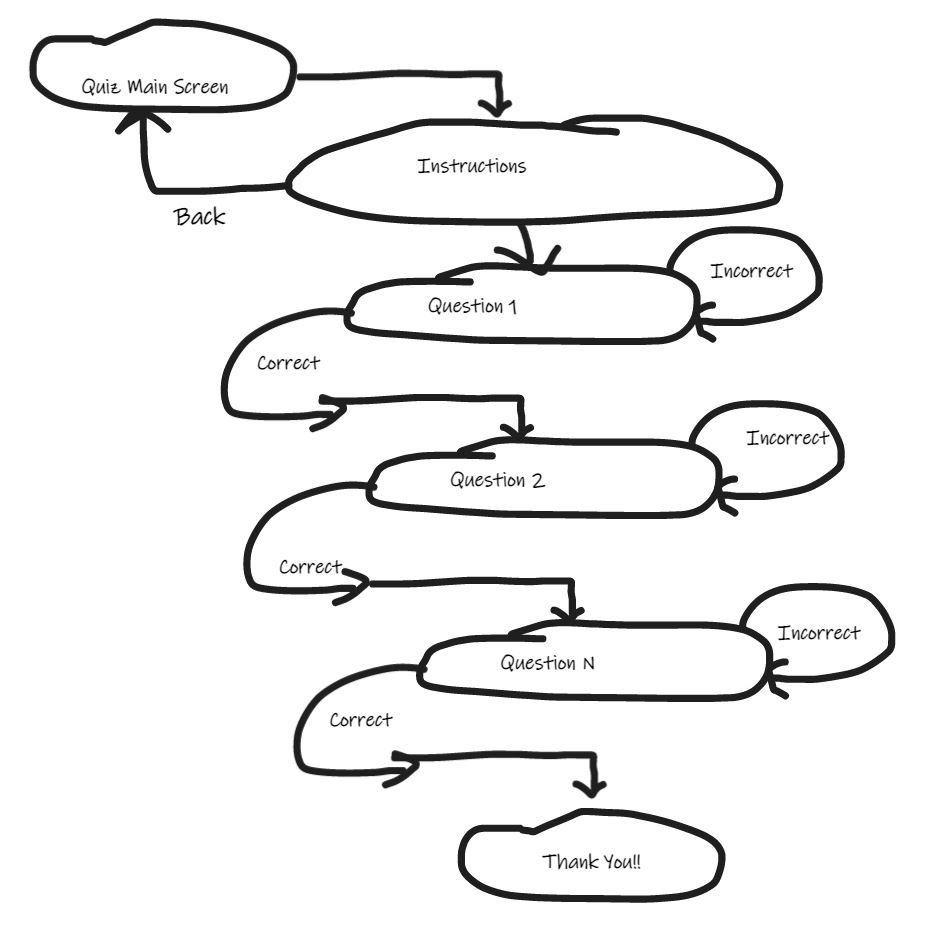 Quiz Main Screen
Instructions
Back
Incorrect
Question 1
Correct
Incorrect
Question 2
Correct
Incorrect
Question N
Correct
Thank You!!